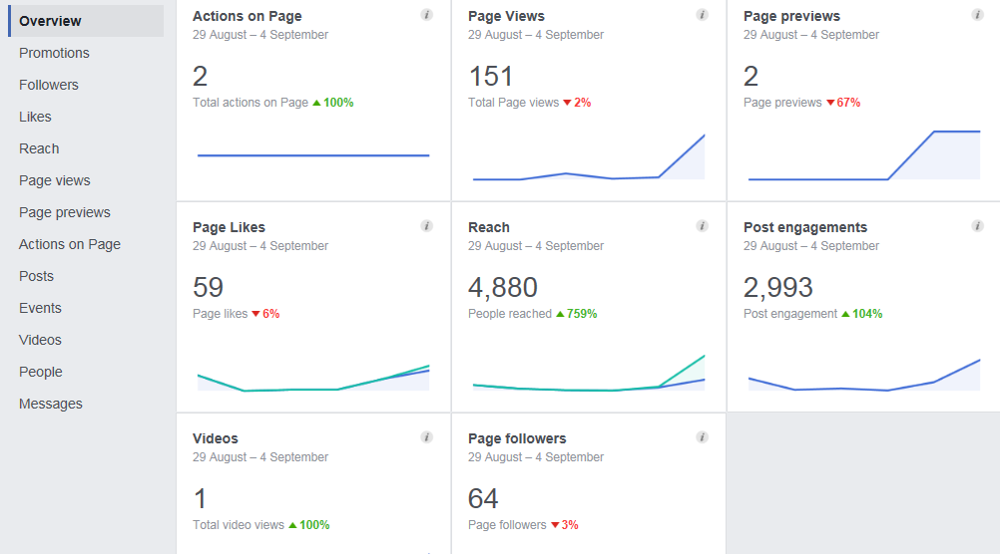 Overview
Promotions
Followers
Likes
Reach
Page views
Page previews
Actions on Page
Posts
Events
Videos
People
Messages
Actions on Page i
29 August – 4 September
2
Total actions on Page ▲ 100%
Page Views i
29 August – 4 September
151
Total Page views ▼ 2%
Page previews i
29 August – 4 September
2
Page previews ▼ 67%
Page Likes i
29 August – 4 September
59
Page likes ▼ 6%
Reach i
29 August – 4 September
4,880
People reached ▲ 759%
Post engagements i
29 August – 4 September
2,993
Post engagement ▲ 104%
Videos i
29 August – 4 September
1
Total video views ▲ 100%
Page followers i
29 August – 4 September
64
Page followers ▼ 3%